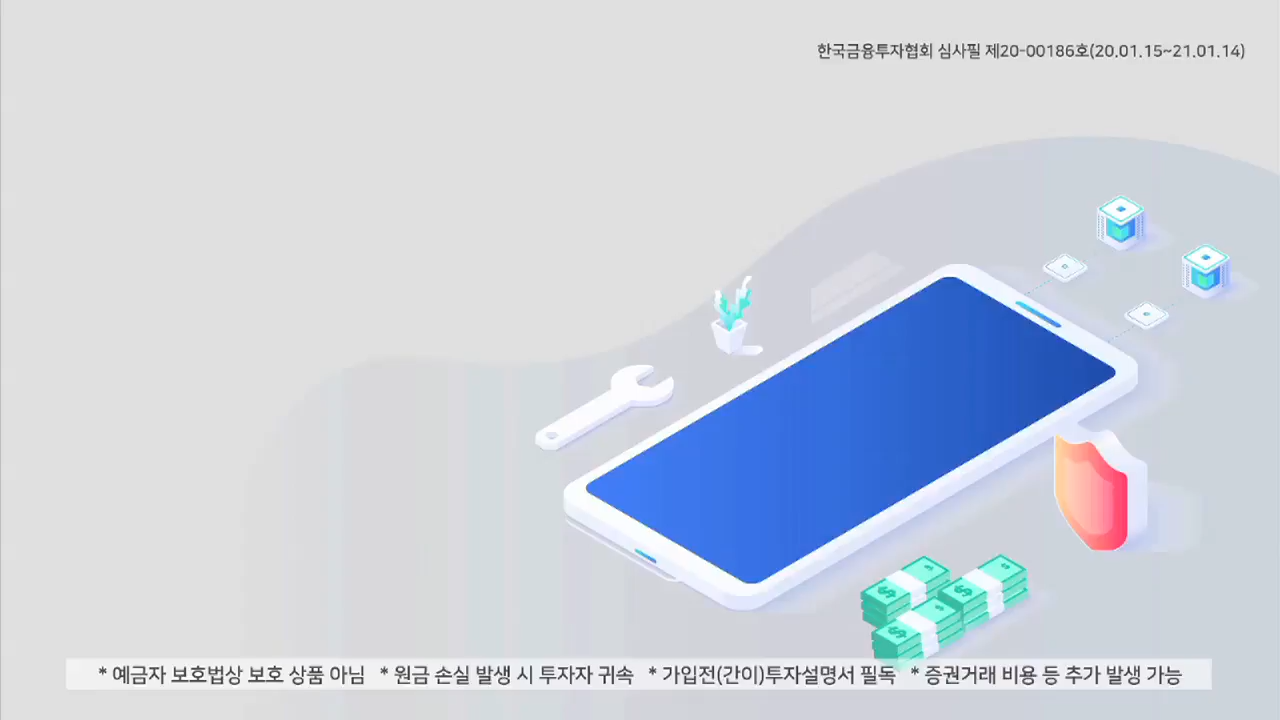 한국금융투자협회 심사필 제20-00186호(20.01.15~21.01.14)
* 예금자 보호법상 보호 상품 아님 * 원금 손실 발생 시 투자자 귀속 * 가입전(간이)투자설명서 필독 * 증권거래 비용 등 추가 발생 가능